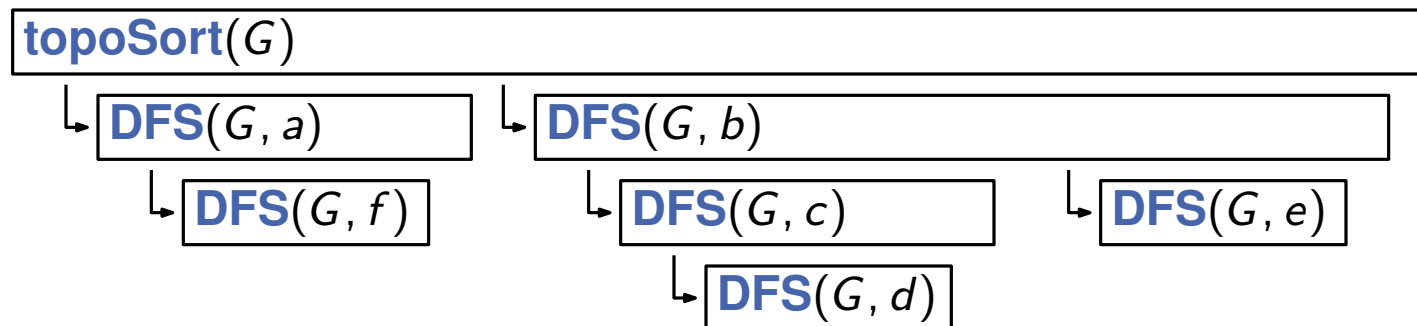 topoSort(G)
DFS(G, a) DFS(G, b)
DFS(G, f) DFS(G, c) DFS(G, e)
DFS(G, d)